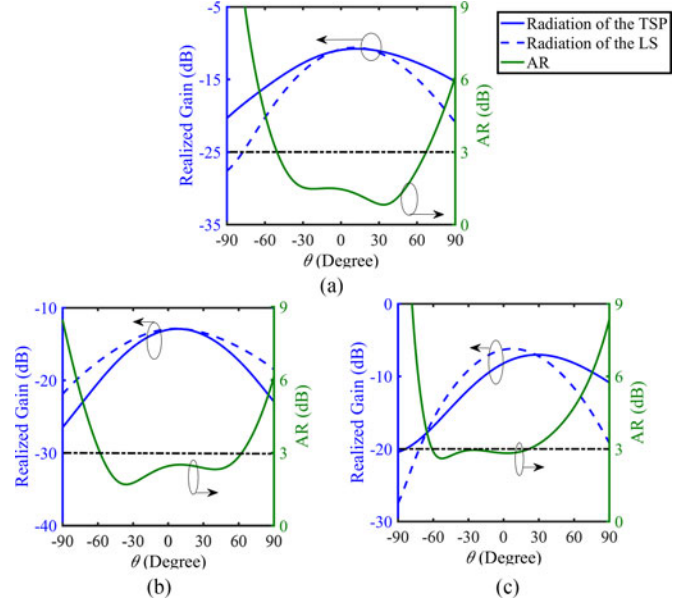 Radiation of the TSP
Radiation of the LS
AR
-5
-15
-25
-35
Realized Gain (dB)
9
6
3
0
AR (dB)
-90 -60 -30 0 30 60 90
θ (Degree)
(a)
-10
-20
-30
-40
Realized Gain (dB)
9
6
3
0
AR (dB)
-90 -60 -30 0 30 60 90
θ (Degree)
(b)
0
-10
-20
-30
Realized Gain (dB)
9
6
3
0
AR (dB)
-90 -60 -30 0 30 60 90
θ (Degree)
(c)